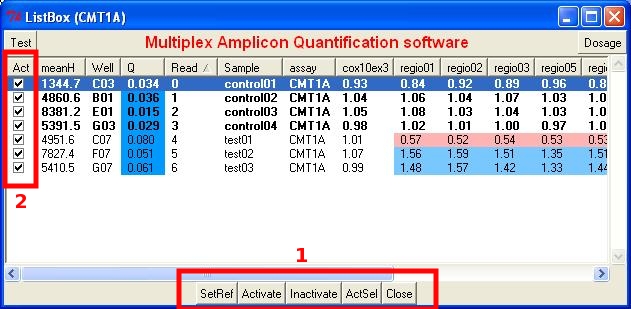 ListBox (CMT1A)
Test Multiplex Amplicon Quantification software Dosage
Act meanH Well Q Read Sample assay cox10ex3 regio01 regio02 regio03 regio05 regio
1344.7 C03 0.034 0 control01 CMT1A 0.93 0.84 0.92 0.89 0.96 0.8
4860.6 B01 0.036 1 control02 CMT1A 1.04 1.06 1.04 1.07 1.03 1.0
8381.2 E01 0.015 2 control03 CMT1A 1.05 1.08 1.03 1.04 1.03 1.0
5391.5 G03 0.029 3 control04 CMT1A 0.98 1.02 1.01 1.00 0.97 1.0
4951.6 C07 0.080 4 test01 CMT1A 1.01 0.57 0.52 0.54 0.53 0.53
7827.4 F07 0.051 5 test02 CMT1A 1.07 1.56 1.59 1.51 1.35 1.51
5410.5 G07 0.061 6 test03 CMT1A 0.99 1.48 1.57 1.42 1.33 1.44
2
1
SetRef Activate Inactivate ActSel Close